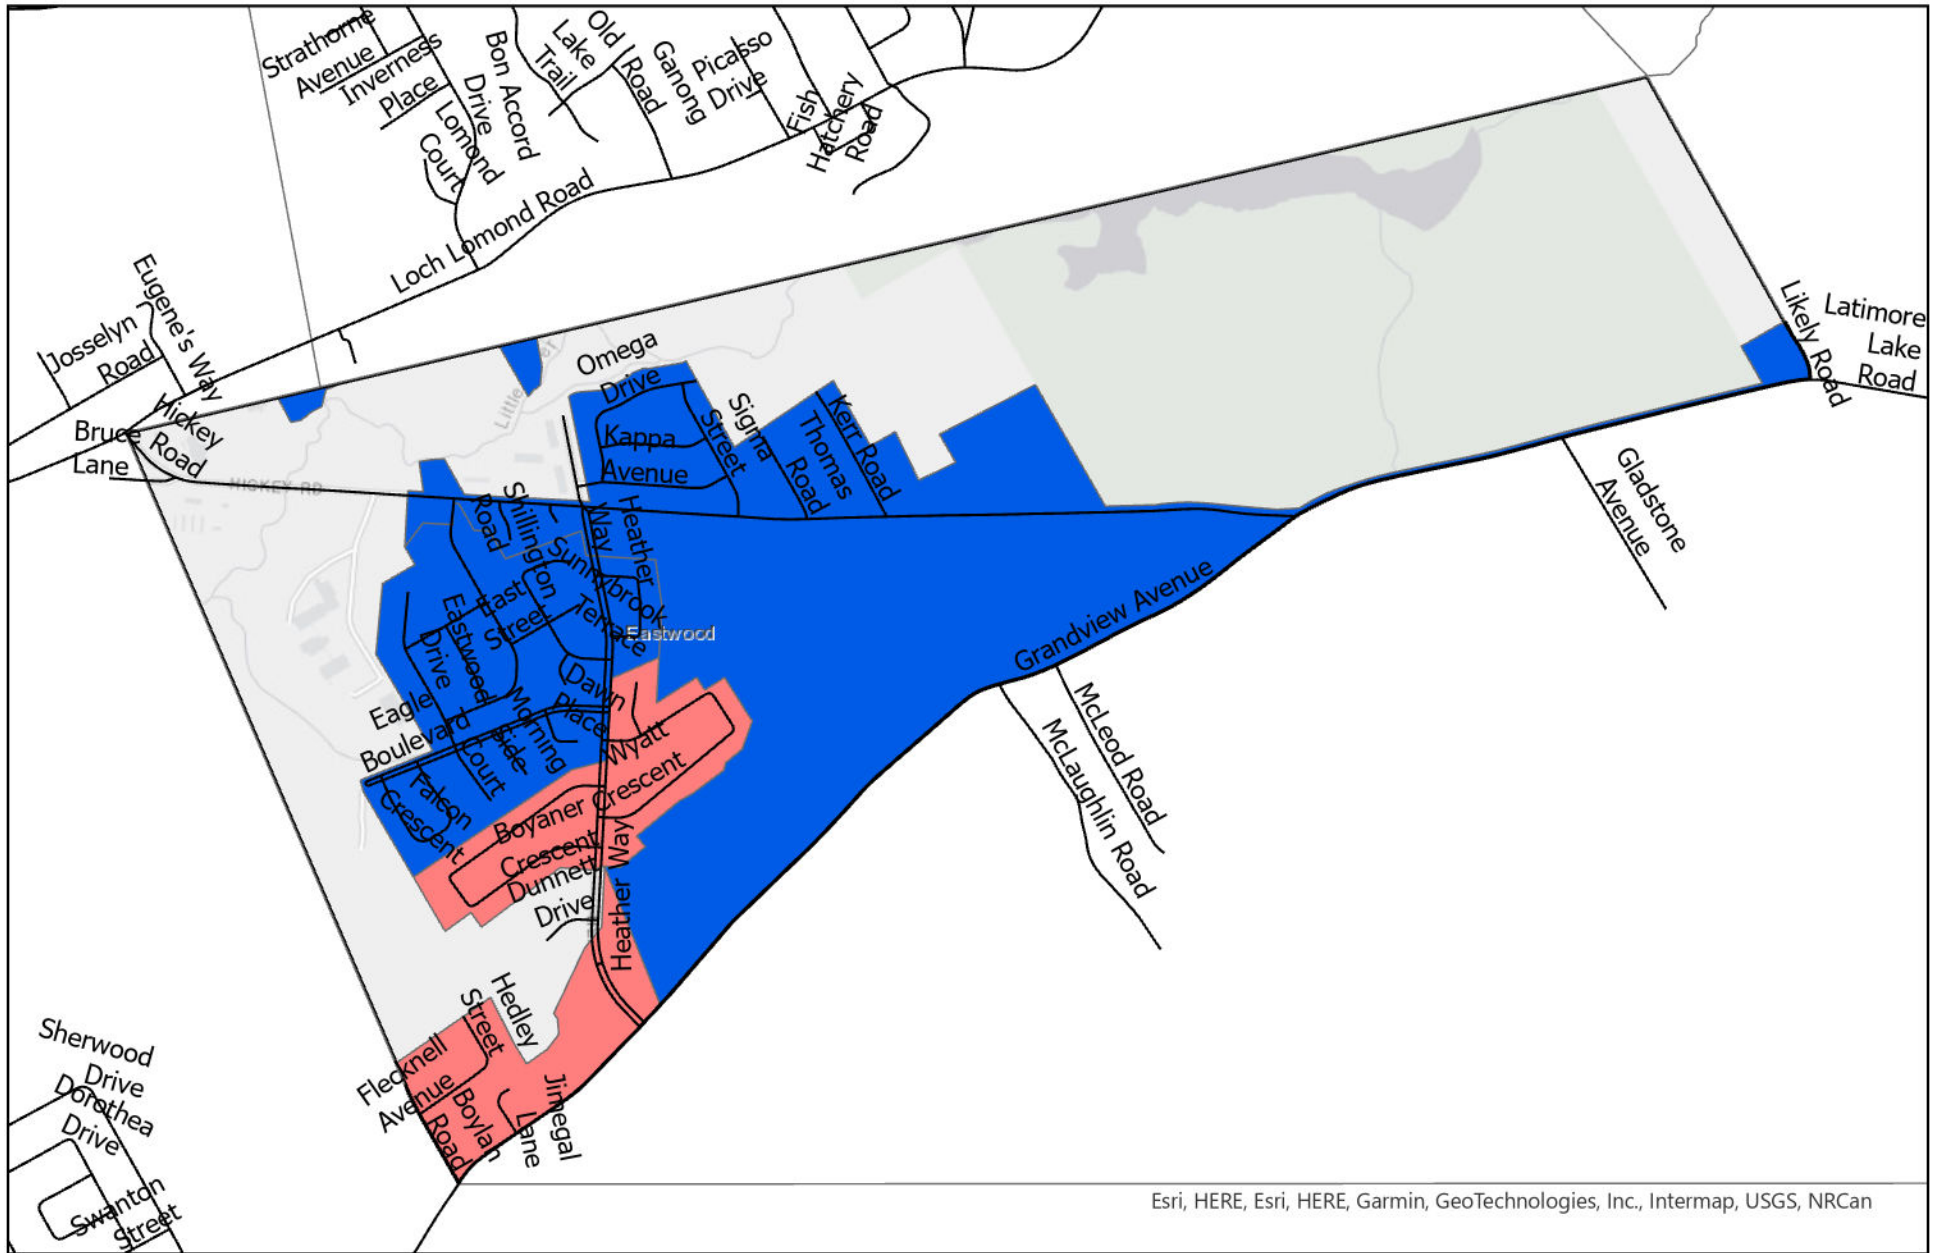 Strathorne
Avenue
Inverness
Place
Bon Accord
Drive
Lomond
Court
Lake
Trail
Old
Road
Ganong
Picasso
Drive
Fish
Hatchery
Road
Loch Lomond Road
Eugene's Way
Josselyn
Road
Hickey
Road
Bruce
Lane
HICKEY RD
Little
Omega
Drive
Kappa
Avenue
Sigma
Street
Thomas
Road
Kerr Road
Likely Road
Latimore
Lake
Road
Gladstone
Avenue
Shillington
Road
Heather
Way
Sunnybrook
Terrace
Eastwood
East
Street
Eastwood
Drive
Dawn
Place
Morning
Side
Court
Eagle
Boulevard
Falcon
Crescent
Wyatt
Crescent
Boyaner
Crescent
Dunnett
Drive
Heather Way
Grandview Avenue
McLeod Road
McLaughlin Road
Hedley
Street
Flecknell
Avenue
Boylan
Road
Jimegal
Lane
Sherwood
Drive
Dorothea
Drive
Swanton
Street
Esri, HERE, Esri, HERE, Garmin, GeoTechnologies, Inc., Intermap, USGS, NRCan